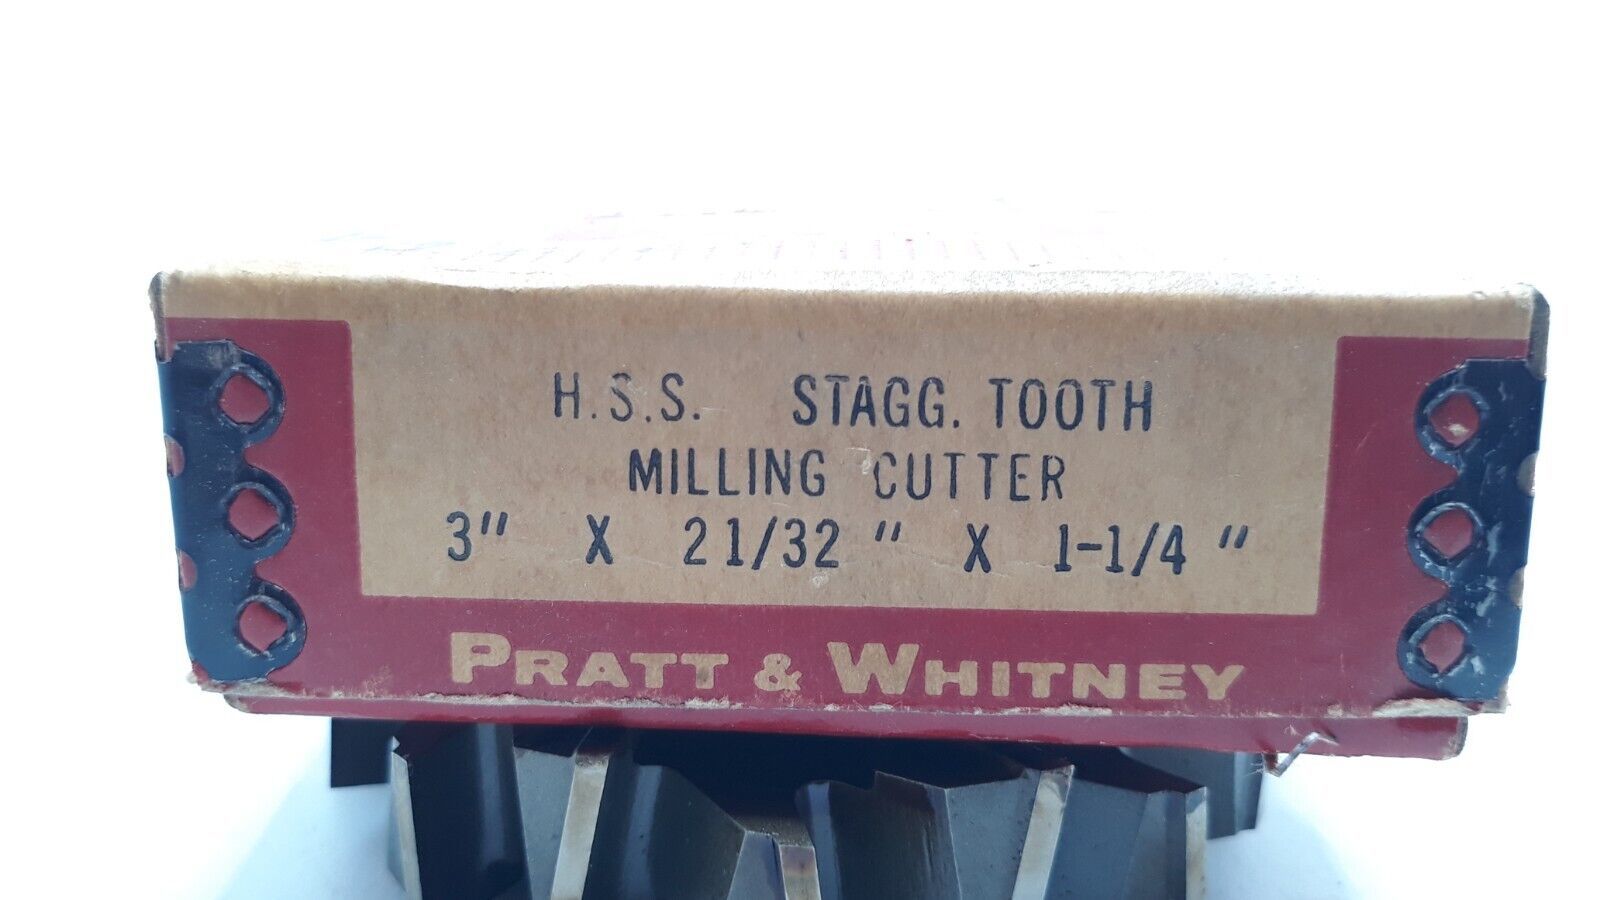 H.S.S. STAGG. TOOTH
MILLING CUTTER
3" X 21/32" X 1-1/4"
PRATT & WHITNEY